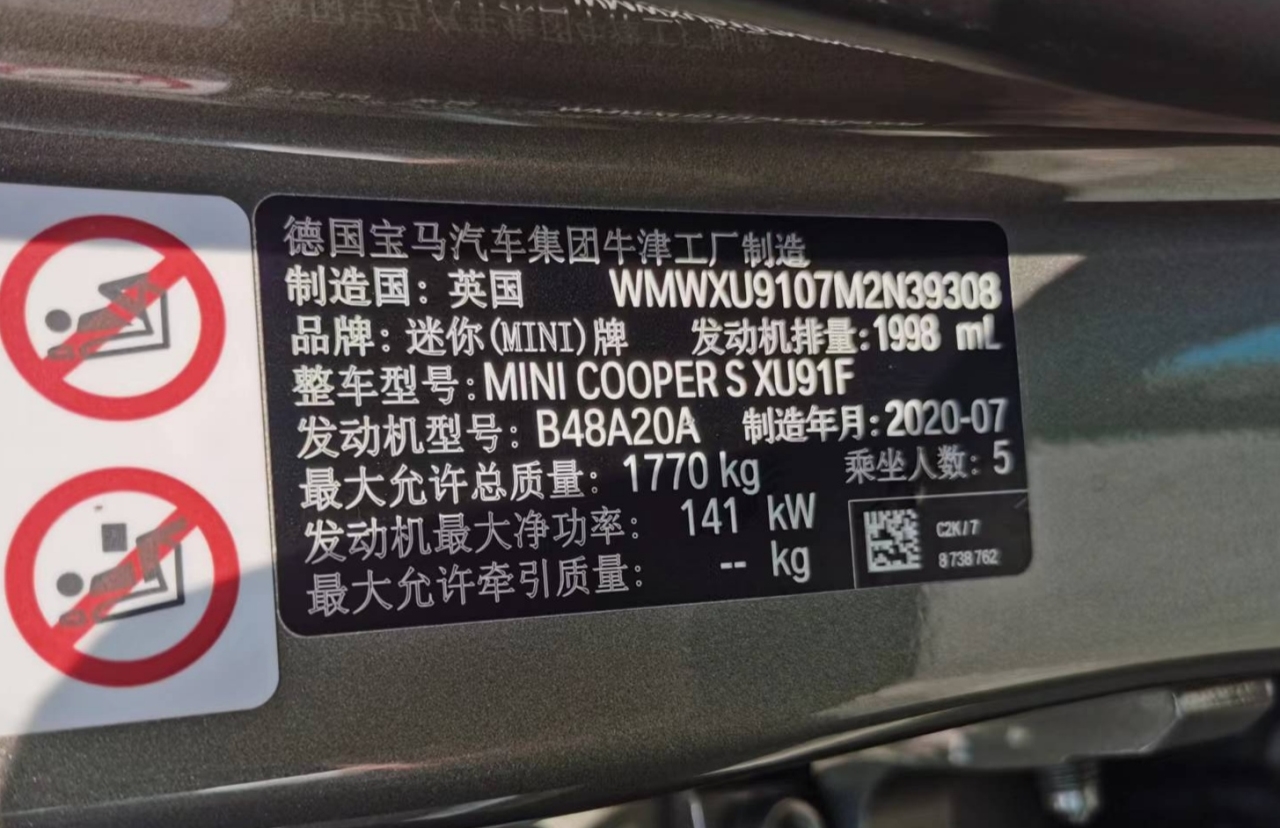 德国宝马汽车集团牛津工厂制造
制造国：英国 WMWXU9107M2N39308
品牌：迷你(MINI)牌 发动机排量:1998 mL
整车型号:MINI COOPER S XU91F
发动机型号：B48A20A 制造年月:2020-07
最大允许总质量：1770 kg 乘坐人数：5
发动机最大净功率：141 kW
最大允许牵引质量：-- kg
C2K/7
8738762